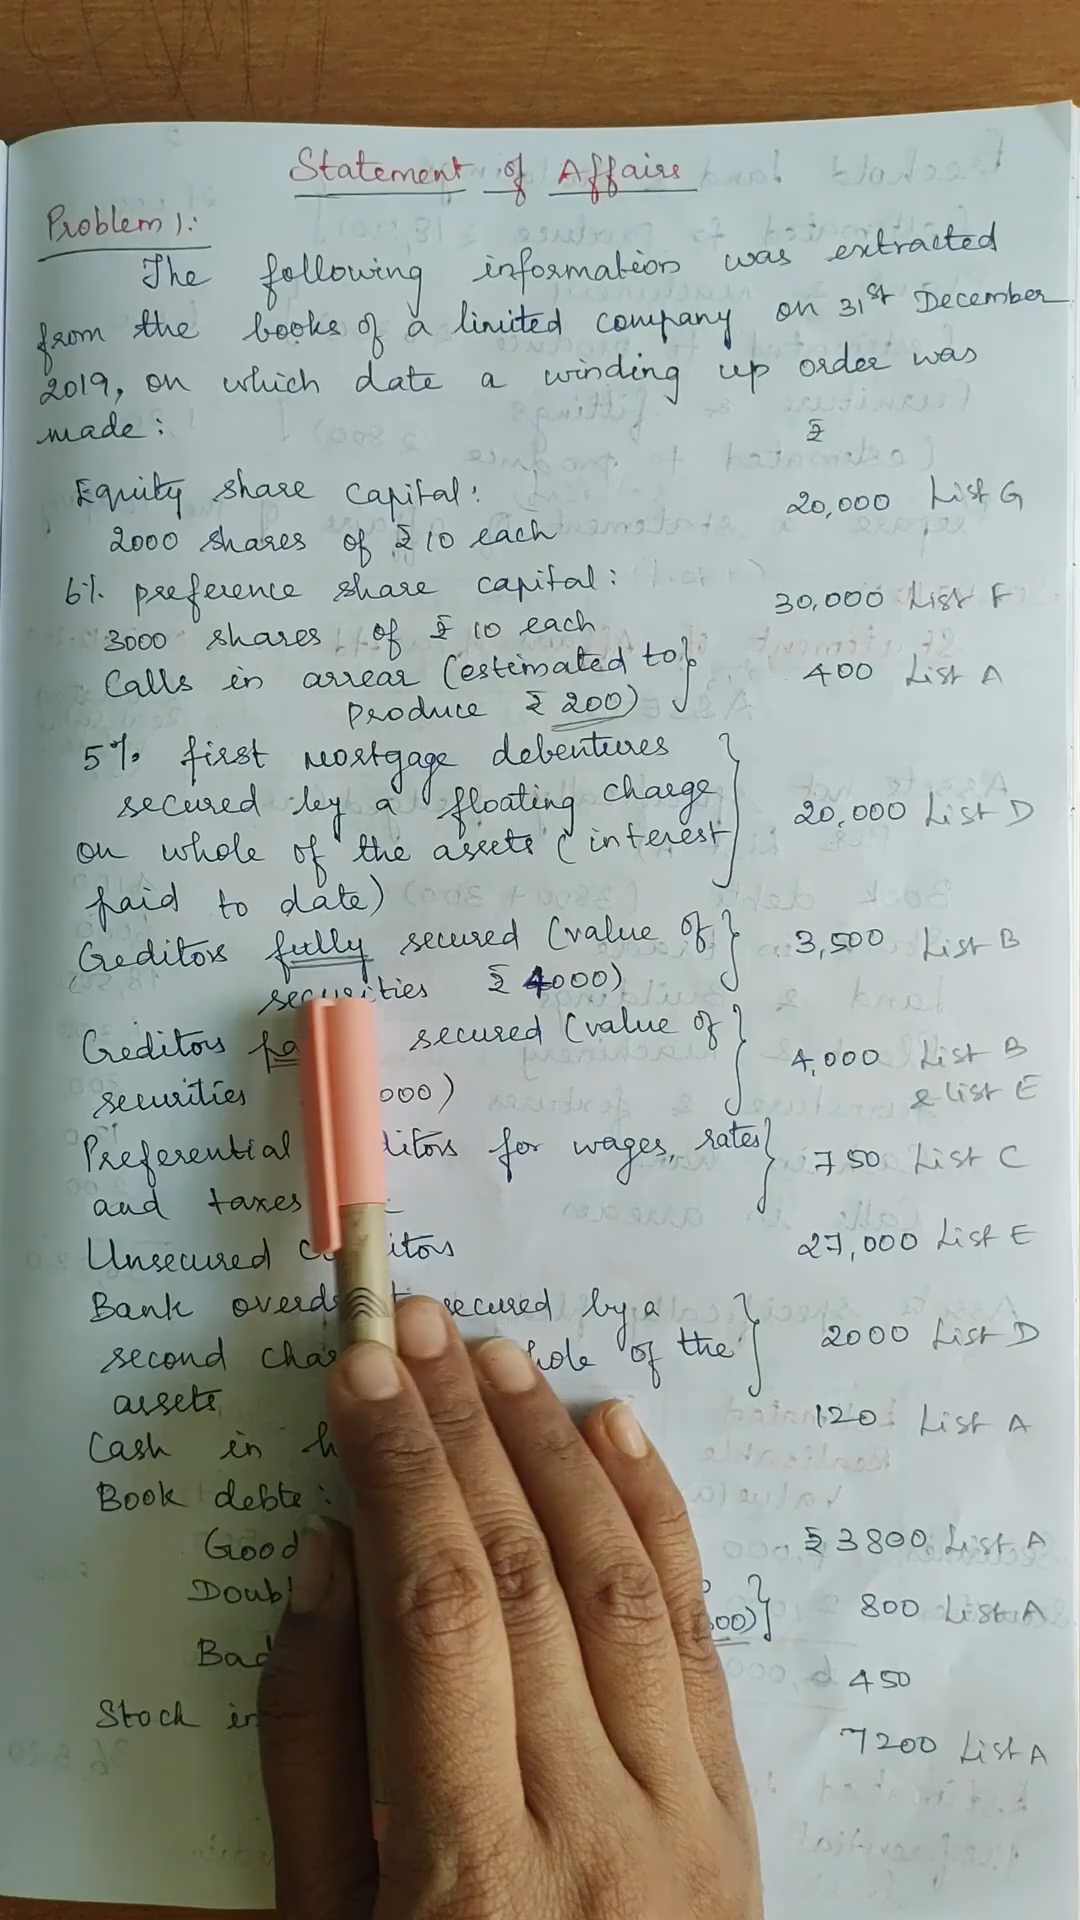 Statement of Affairs
Problem 1:
The following information was extracted
from the books of a limited company on 31st December
2019, on which date a winding up order was
made:
₹
Equity share capital:
2000 shares of ₹ 10 each 20,000 List G
6% preference share capital:
3000 shares of ₹ 10 each 30,000 List F
Calls in arrear (estimated to 400 List A
produce ₹ 200)
5% first mortgage debentures
secured by a floating charge 20,000 List D
on whole of the assets (interest
paid to date)
Creditors fully secured (value of 3,500 List B
securities ₹ 4000)
Creditors secured (value of 4,000 List B
securities 000) & List E
Preferential for wages, rates 750 List C
and taxes
Unsecured 27,000 List E
Bank secured by a
second of the 2000 List D
assets
Cash in 120 List A
Book debts:
Good ₹ 3800 List A
800 List A
Bad 450
Stock in 7200 List A